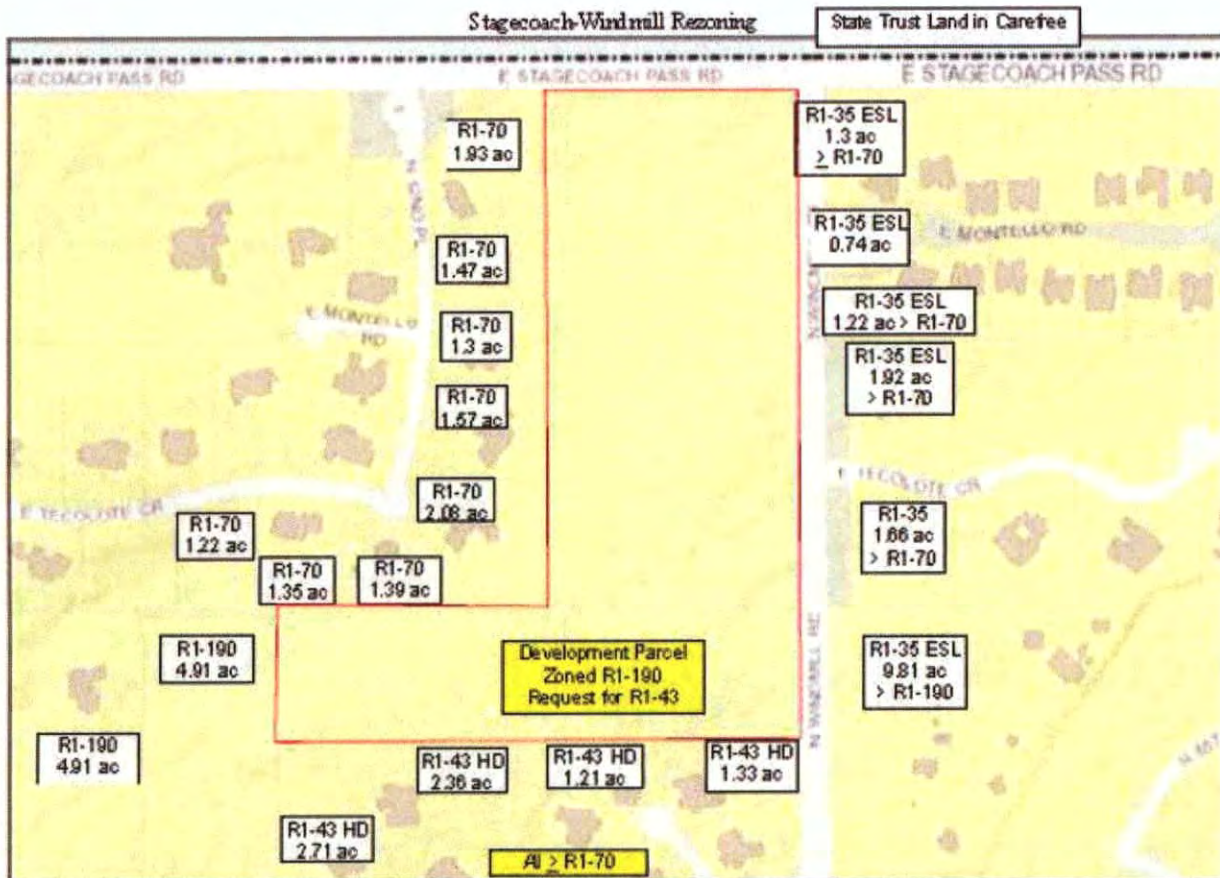 Stagecoach-Windmill Rezoning
State Trust Land in Carefree
GECOACH PASS RD
E STAGECOACH PASS RD
E STAGECOACH PASS RD
R1-70
1.93 ac
R1-35 ESL
1.3 ac
≥ R1-70
R1-70
1.47 ac
R1-35 ESL
0.74 ac
E MONTELLO RD
R1-35 ESL
1.22 ac > R1-70
E MONTELLO
RD
R1-70
1.3 ac
R1-35 ESL
1.92 ac
> R1-70
R1-70
1.57 ac
R1-70
2.08 ac
E TECOLOTE CR
E TECOLOTE CR
R1-70
1.22 ac
R1-35
1.66 ac
> R1-70
R1-70
1.35 ac
R1-70
1.39 ac
N WINDMILL RD
R1-190
4.91 ac
Development Parcel
Zoned R1-190
Request for R1-43
R1-35 ESL
9.81 ac
> R1-190
R1-190
4.91 ac
R1-43 HD
2.36 ac
R1-43 HD
1.21 ac
R1-43 HD
1.33 ac
R1-43 HD
2.71 ac
All ≥ R1-70